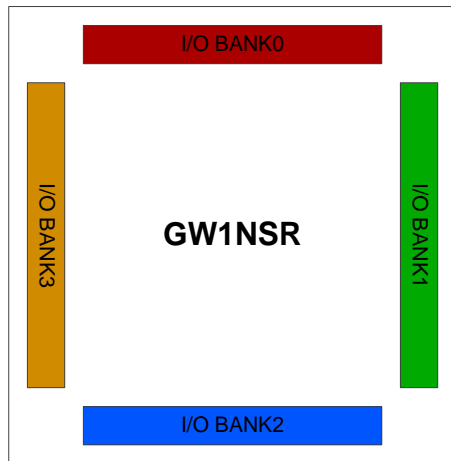 I/O BANK0
I/O BANK3
GW1NSR
I/O BANK1
I/O BANK2